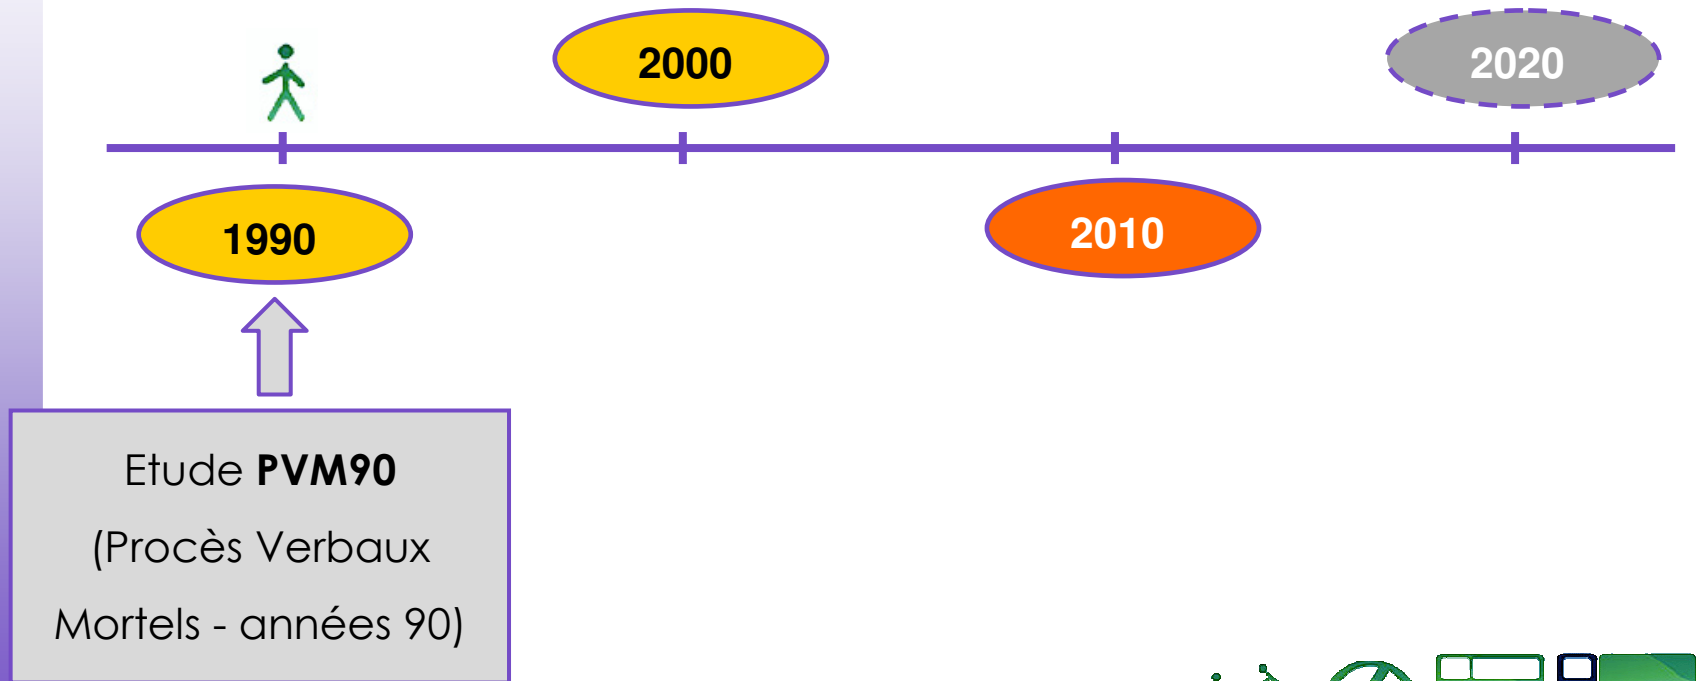 2000
2020
1990
2010
Etude PVM90
(Procès Verbaux
Mortels - années 90)